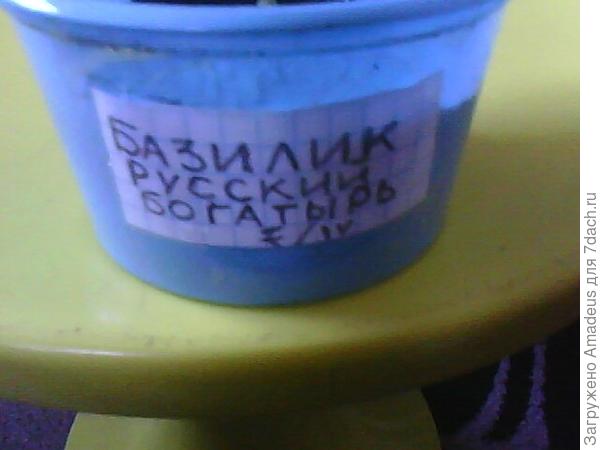 БАЗИЛИК
РУССКИЙ
БОГАТЫРЬ
Загружено Amadeus для 7dach.ru